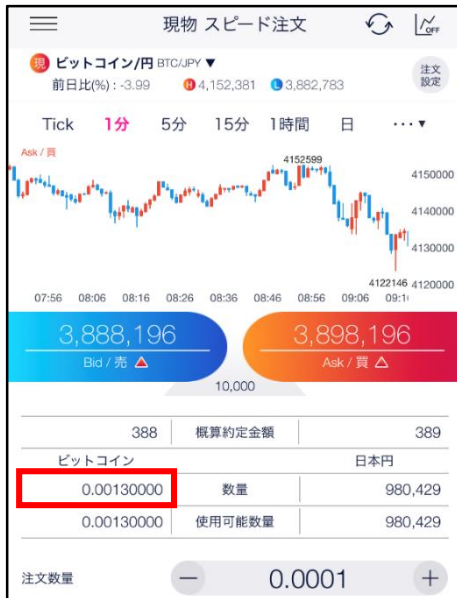 現物 スピード注文
OFF
現 ビットコイン/円 BTC/JPY ▼
前日比(%) : -3.99 H 4,152,381 L 3,882,783
注文
設定
Tick 1分 5分 15分 1時間 日 … ▼
Ask / 買
4152599
4150000
4140000
4130000
4122146 4120000
07:56 08:06 08:16 08:26 08:36 08:46 08:56 09:06 09:1
3,888,196 3,898,196
Bid / 売 ▲ Ask / 買 △
10,000
388 概算約定金額 389
ビットコイン 日本円
0.00130000 数量 980,429
0.00130000 使用可能数量 980,429
注文数量 − 0.0001 +